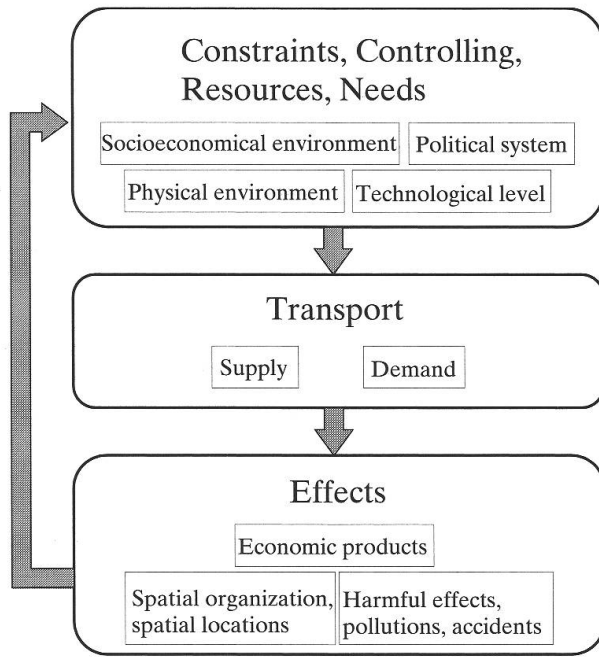 Constraints, Controlling,
Resources, Needs
Socioeconomical environment
Political system
Physical environment
Technological level
Transport
Supply
Demand
Effects
Economic products
Spatial organization,
spatial locations
Harmful effects,
pollutions, accidents